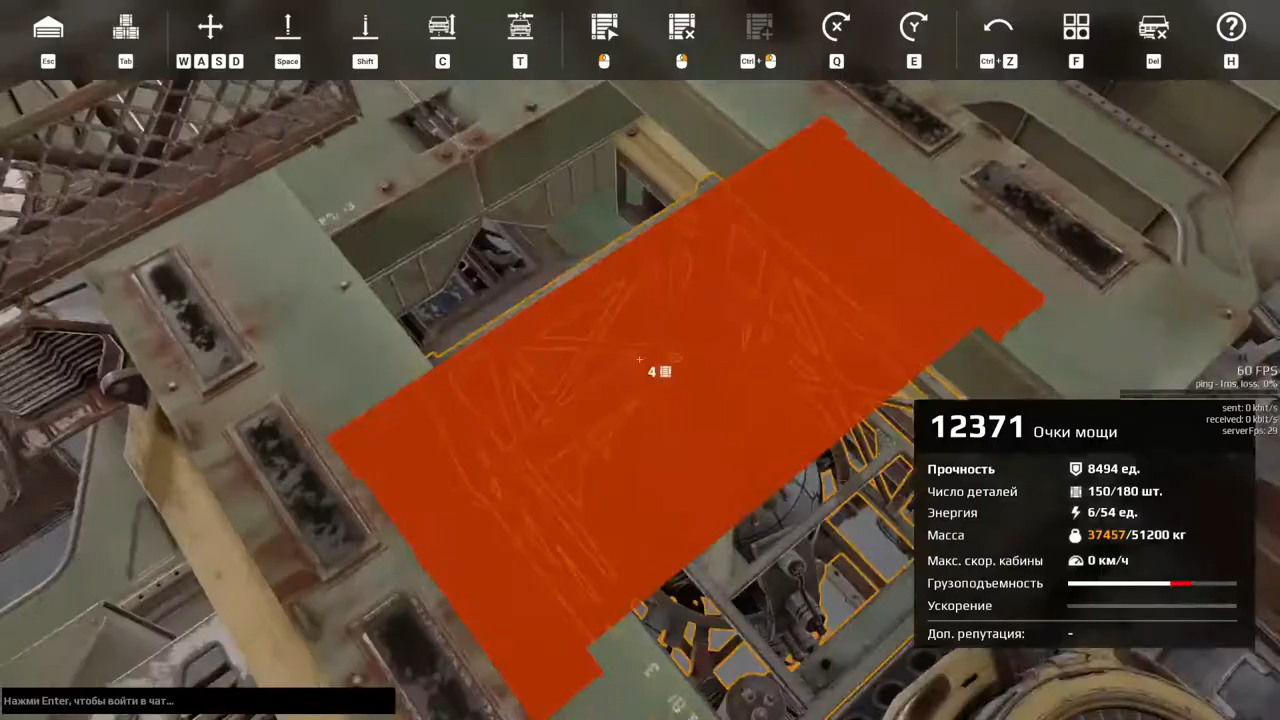 Esc
Tab
W A S D
Space
Shift
C
T
Ctrl +
Q
E
Ctrl + Z
F
Del
H
X
Y
?
4
60 FPS
ping - 1ms, loss: 0%
sent: 0 kbit/s
received: 0 kbit/s
serverFps: 29
12371 Очки мощи
Прочность 8494 ед.
Число деталей 150/180 шт.
Энергия 6/54 ед.
Масса 37457/51200 кг
Макс. скор. кабины 0 км/ч
Грузоподъемность
Ускорение
Доп. репутация: -
Нажми Enter, чтобы войти в чат...